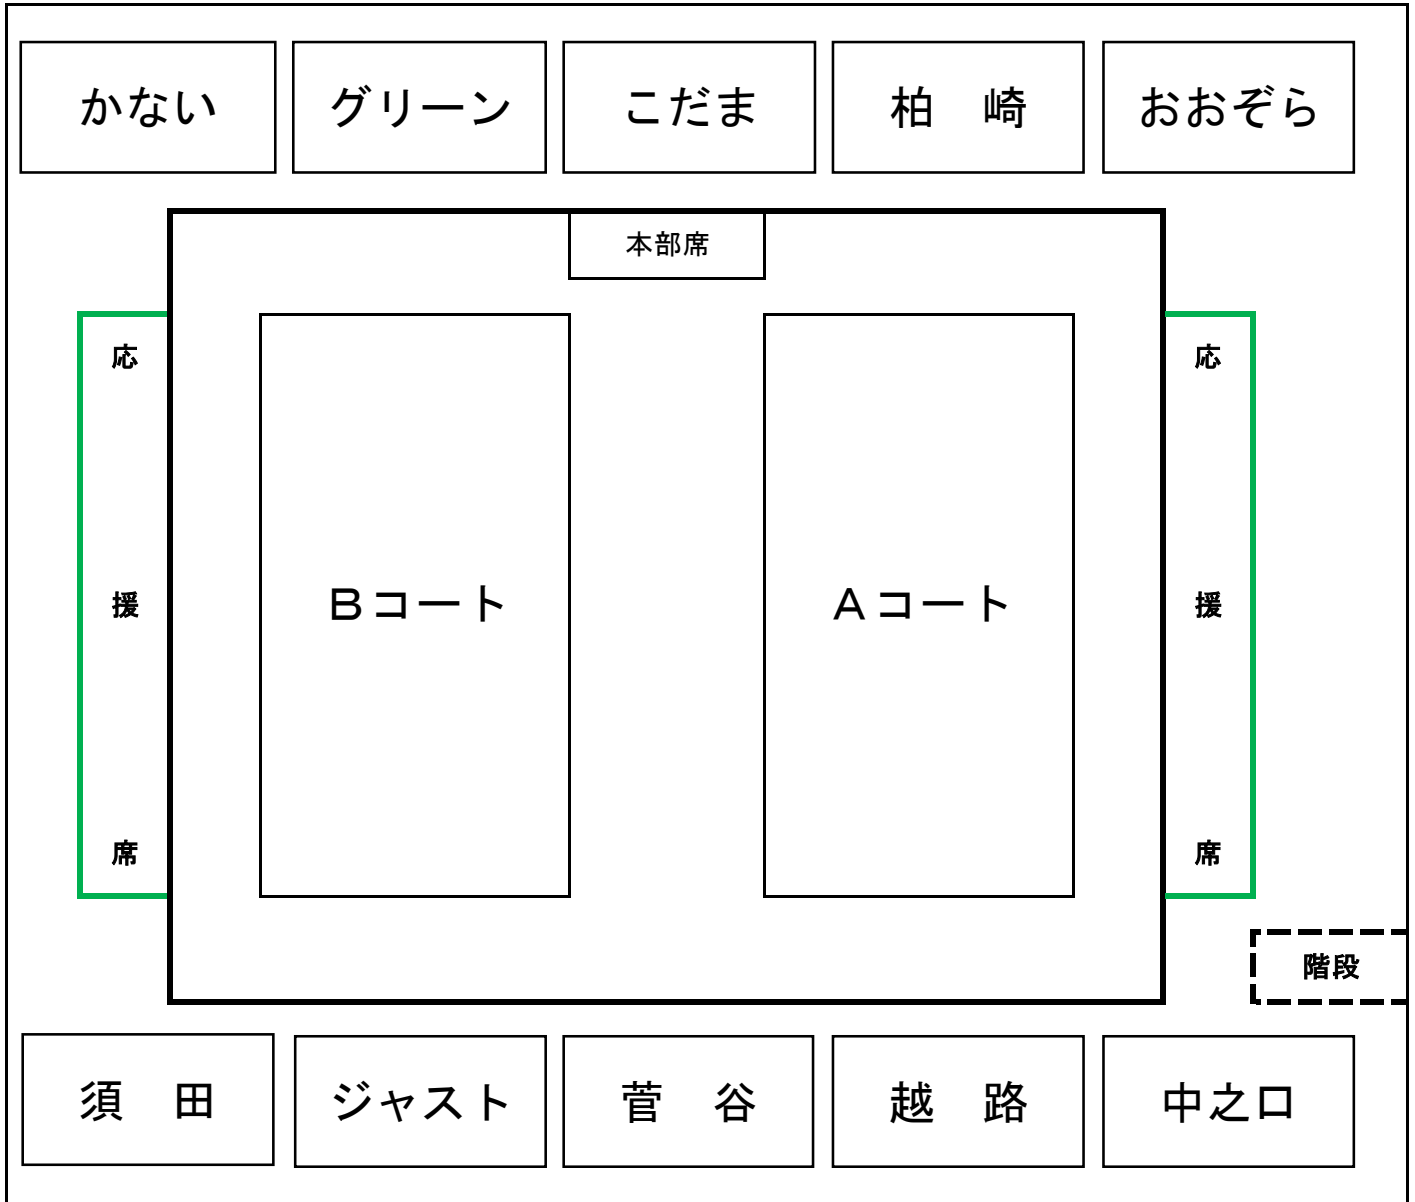 かない
グリーン
こだま
柏　崎
おおぞら
本部席
応
援
席
Ｂコート
Ａコート
応
援
席
階段
須　田
ジャスト
菅　谷
越　路
中之口